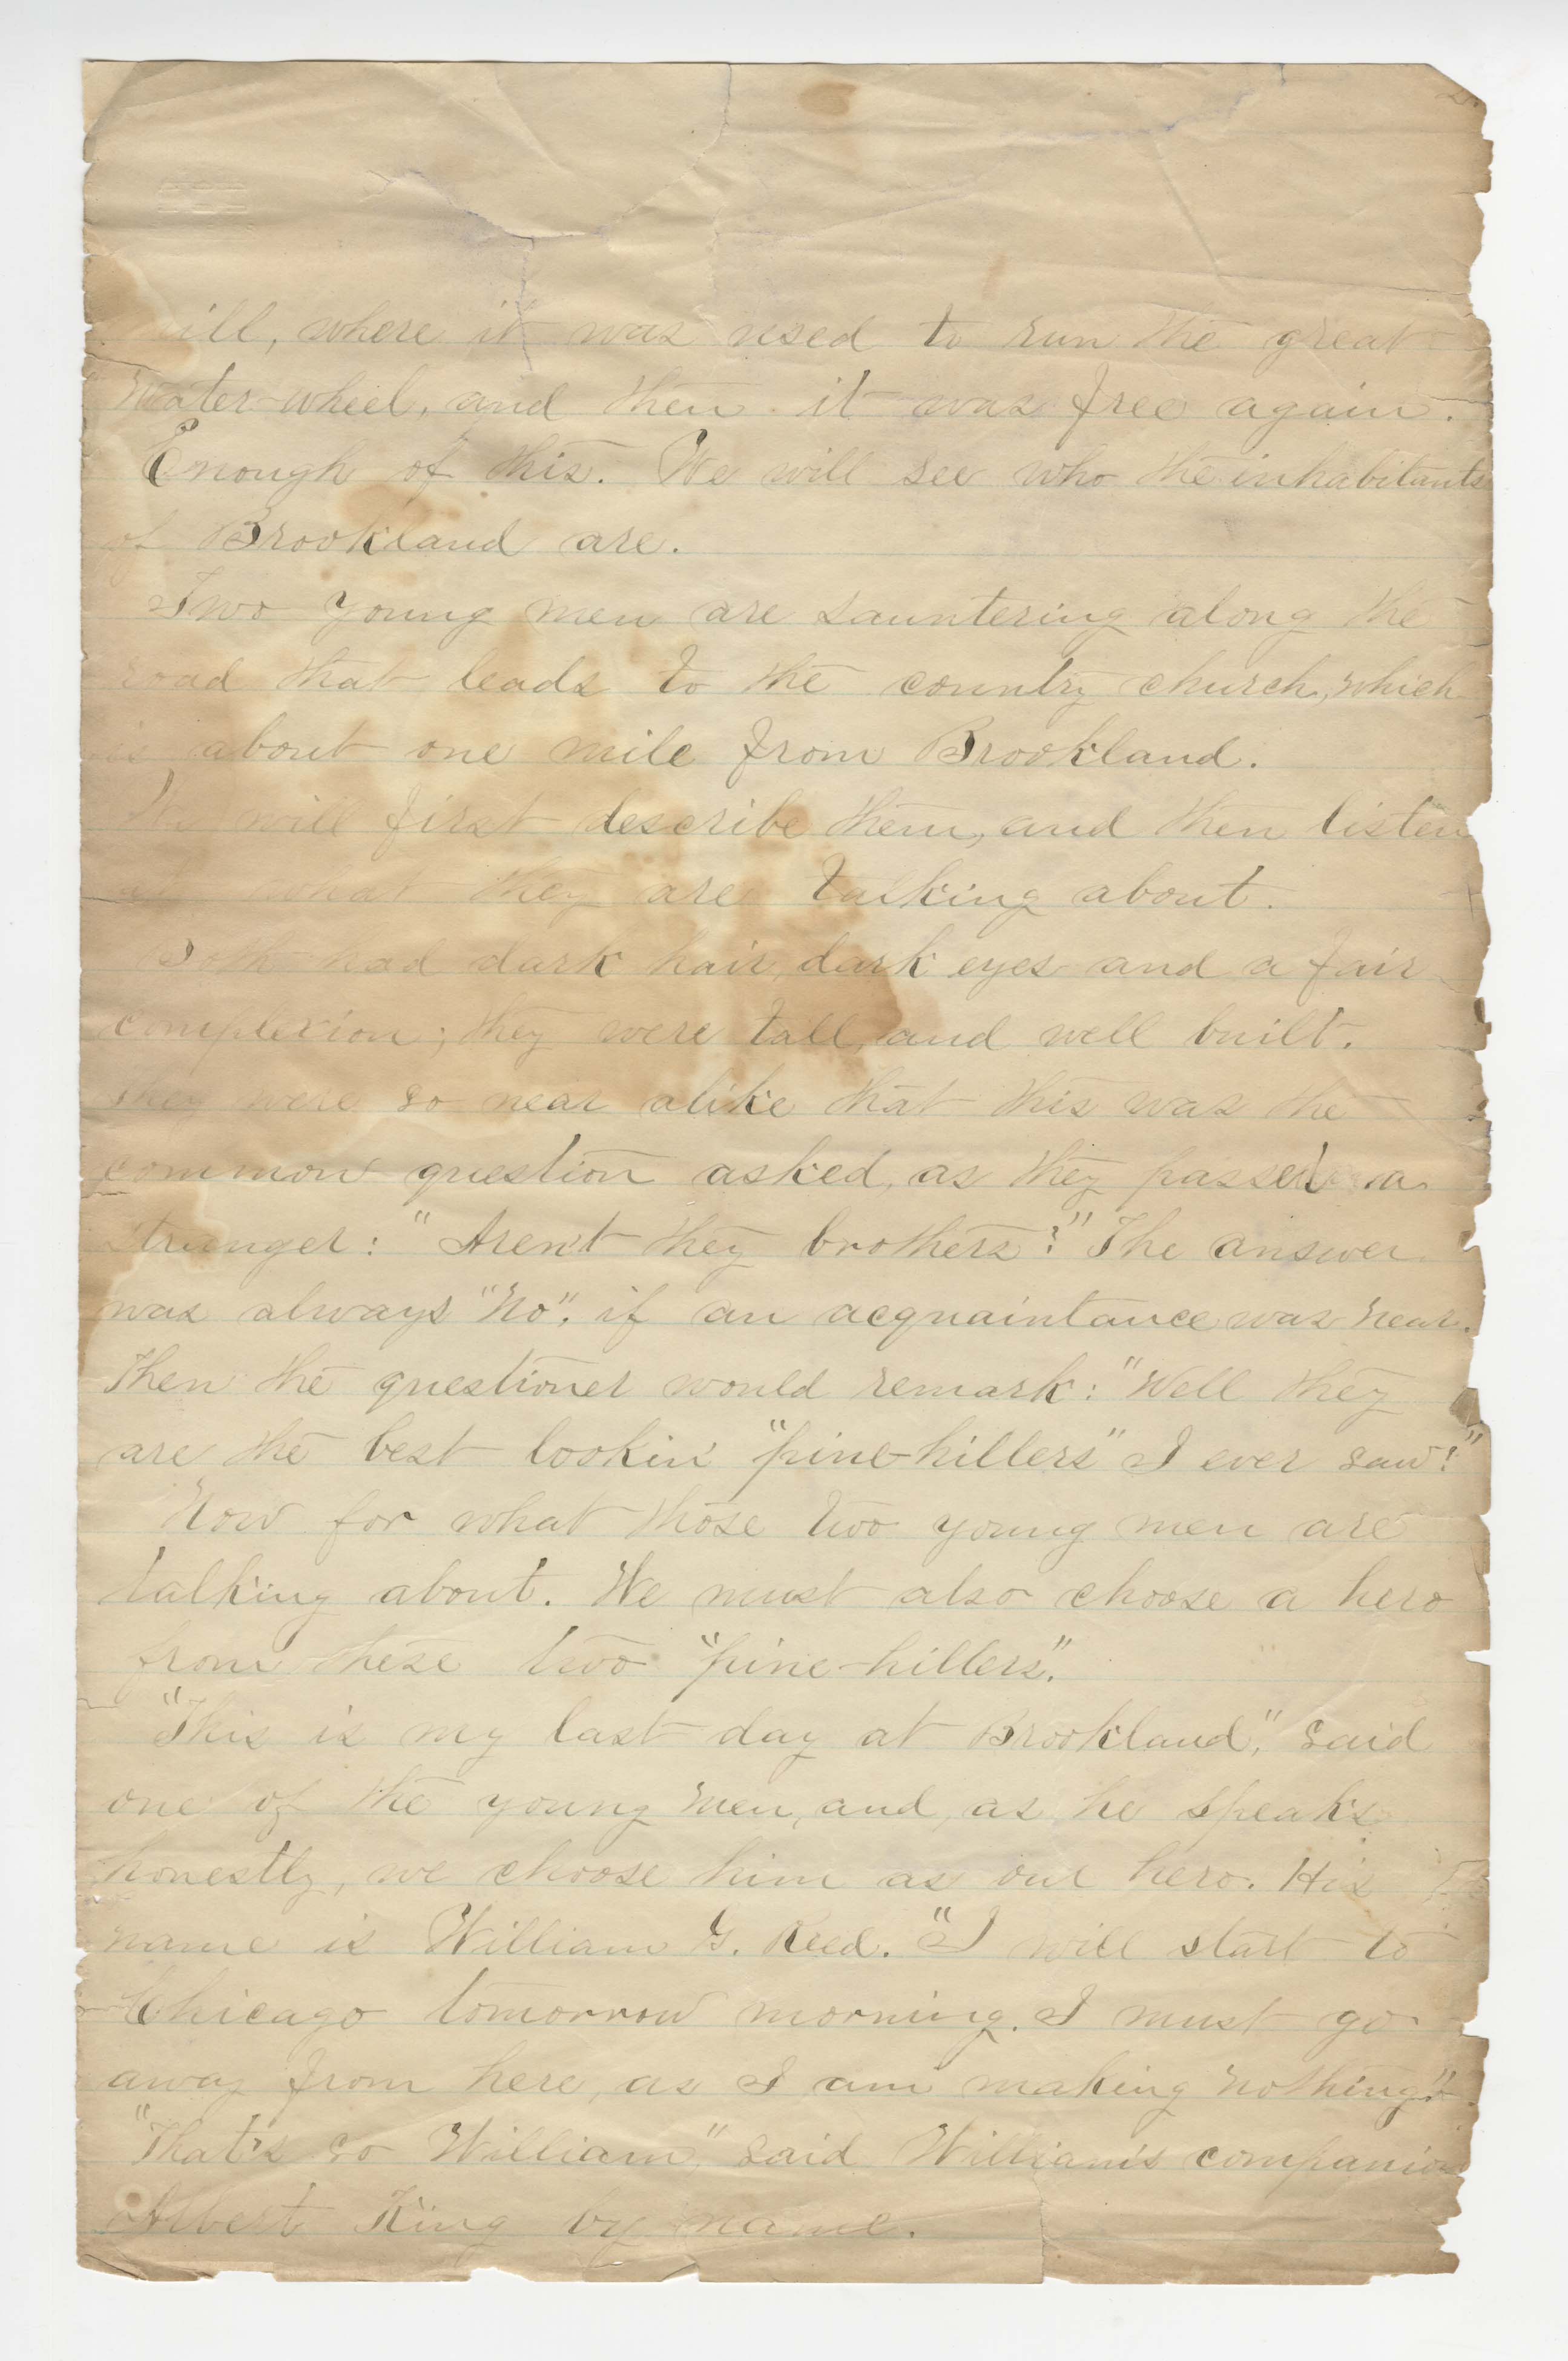 2.
ill, where it was used to run the great
water-wheel, and then it was free again.
Enough of this. We will see who the inhabitants
of Brookland are.
Two young men are sauntering along the
road that leads to the country church, which
is about one mile from Brookland.
We will first describe them, and then listen
what they are talking about.
Both had dark hair, dark eyes and a fair
complexion; they were tall, and well built.
They were so near alike that this was the
common question asked, as they passed a
stranger: "Aren't they brothers?" The answer
was always "No", if an acquaintance was near.
Then the questioner would remark: "Well they
are the best lookin' "pine-hillers" I ever saw!"
Now for what those two young men are
talking about. We must also choose a hero
from these two "pine-hillers".
"This is my last day at Brookland," said
one of the young men, and, as he speaks
honestly, we choose him as our hero. His
name is William G. Reed. "I will start to
Chicago tomorrow morning. I must go
away from here, as I am making nothing."
"That's so William," said William's companion
Albert King by name.